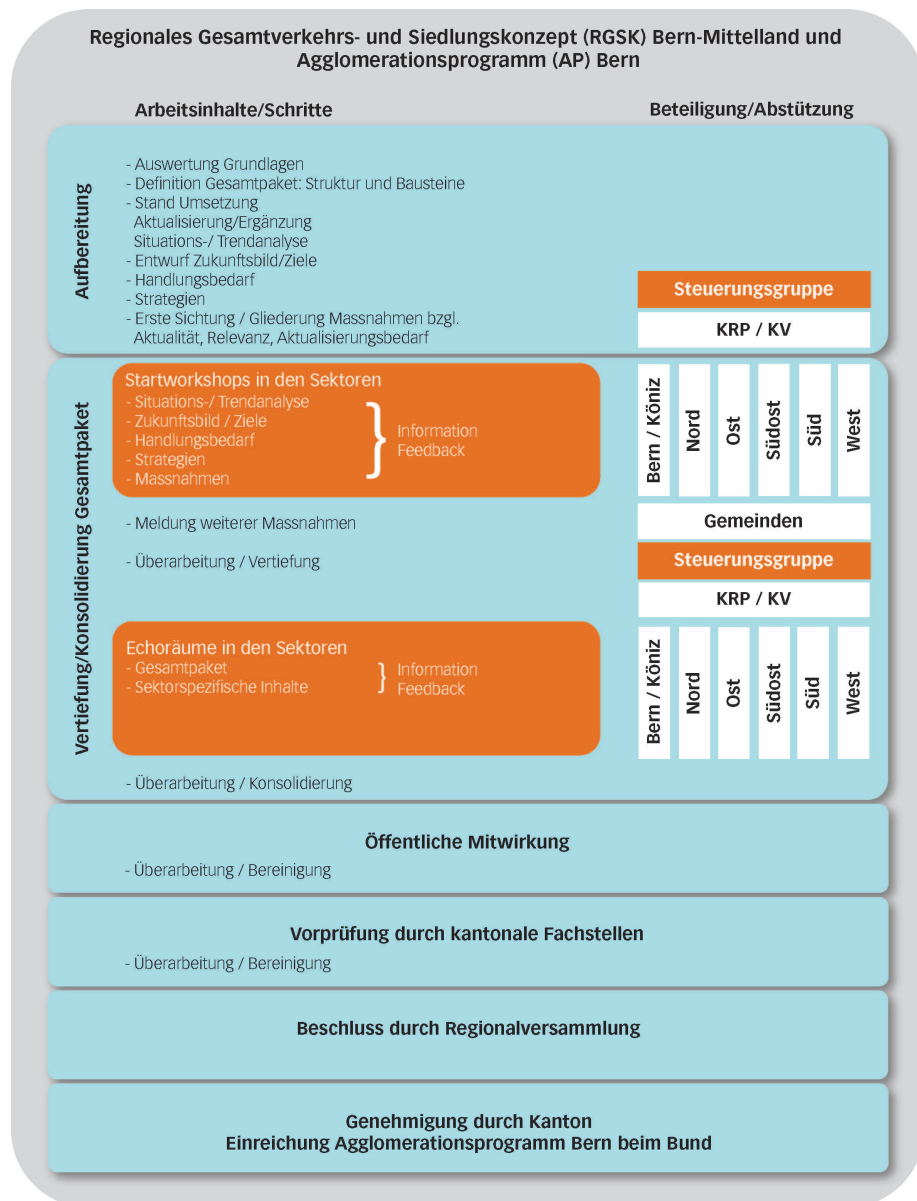 Regionales Gesamtverkehrs- und Siedlungskonzept (RGSK) Bern-Mittelland und
Agglomerationsprogramm (AP) Bern
Arbeitsinhalte/Schritte
Beteiligung/Abstützung
Aufbereitung
- Auswertung Grundlagen
- Definition Gesamtpaket: Struktur und Bausteine
- Stand Umsetzung
Aktualisierung/Ergänzung
Situations-/ Trendanalyse
- Entwurf Zukunftsbild/Ziele
- Handlungsbedarf
- Strategien
- Erste Sichtung / Gliederung Massnahmen bzgl.
Aktualität, Relevanz, Aktualisierungsbedarf
Steuerungsgruppe
KRP / KV
Vertiefung/Konsolidierung Gesamtpaket
Startworkshops in den Sektoren
- Situations-/ Trendanalyse
- Zukunftsbild / Ziele
- Handlungsbedarf
- Strategien
- Massnahmen
} Information
Feedback
Bern / Köniz
Nord
Ost
Südost
Süd
West
- Meldung weiterer Massnahmen
Gemeinden
- Überarbeitung / Vertiefung
Steuerungsgruppe
KRP / KV
Echoräume in den Sektoren
- Gesamtpaket
- Sektorspezifische Inhalte
} Information
Feedback
Bern / Köniz
Nord
Ost
Südost
Süd
West
- Überarbeitung / Konsolidierung
Öffentliche Mitwirkung
- Überarbeitung / Bereinigung
Vorprüfung durch kantonale Fachstellen
- Überarbeitung / Bereinigung
Beschluss durch Regionalversammlung
Genehmigung durch Kanton
Einreichung Agglomerationsprogramm Bern beim Bund